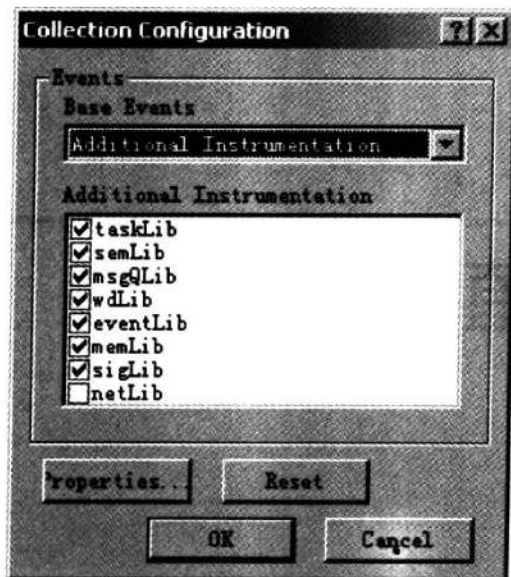 Collection Configuration
Events
Base Events
Additional Instrumentation
Additional Instrumentation
taskLib
semLib
msgQLib
wdLib
eventLib
memLib
sigLib
netLib
Properties... Reset
OK Cancel